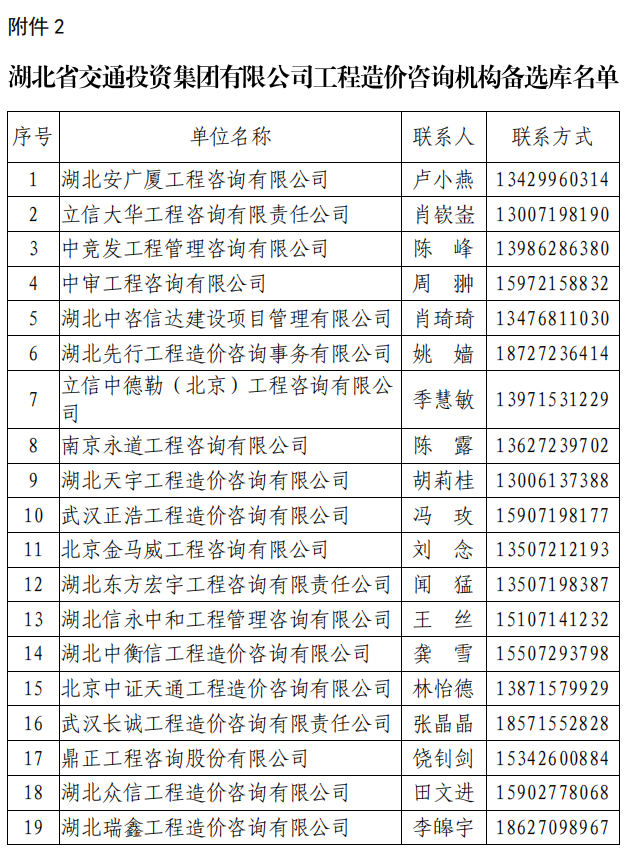 附件 2
湖北省交通投资集团有限公司工程造价咨询机构备选库名单
序号 单位名称 联系人 联系方式
1 湖北安广厦工程咨询有限公司 卢小燕 13429960314
2 立信大华工程咨询有限责任公司 肖嵚崟 13007198190
3 中竞发工程管理咨询有限公司 陈 峰 13986286380
4 中审工程咨询有限公司 周 翀 15972158832
5 湖北中咨信达建设项目管理有限公司 肖琦琦 13476811030
6 湖北先行工程造价咨询事务有限公司 姚 嫱 18727236414
7 立信中德勤（北京）工程咨询有限公
司 季慧敏 13971531229
8 南京永道工程咨询有限公司 陈 露 13627239702
9 湖北天宇工程造价咨询有限公司 胡莉桂 13006137388
10 武汉正浩工程造价咨询有限公司 冯 玫 15907198177
11 北京金马威工程咨询有限公司 刘 念 13507212193
12 湖北东方宏宇工程咨询有限责任公司 闻 猛 13507198387
13 湖北信永中和工程管理咨询有限公司 王 丝 15107141232
14 湖北中衡信工程造价咨询有限公司 龚 雪 15507293798
15 北京中证天通工程造价咨询有限公司 林怡德 13871579929
16 武汉长诚工程造价咨询有限责任公司 张晶晶 18571552828
17 鼎正工程咨询股份有限公司 饶钊剑 15342600884
18 湖北众信工程造价咨询有限公司 田文进 15902778068
19 湖北瑞鑫工程造价咨询有限公司 李皞宇 18627098967